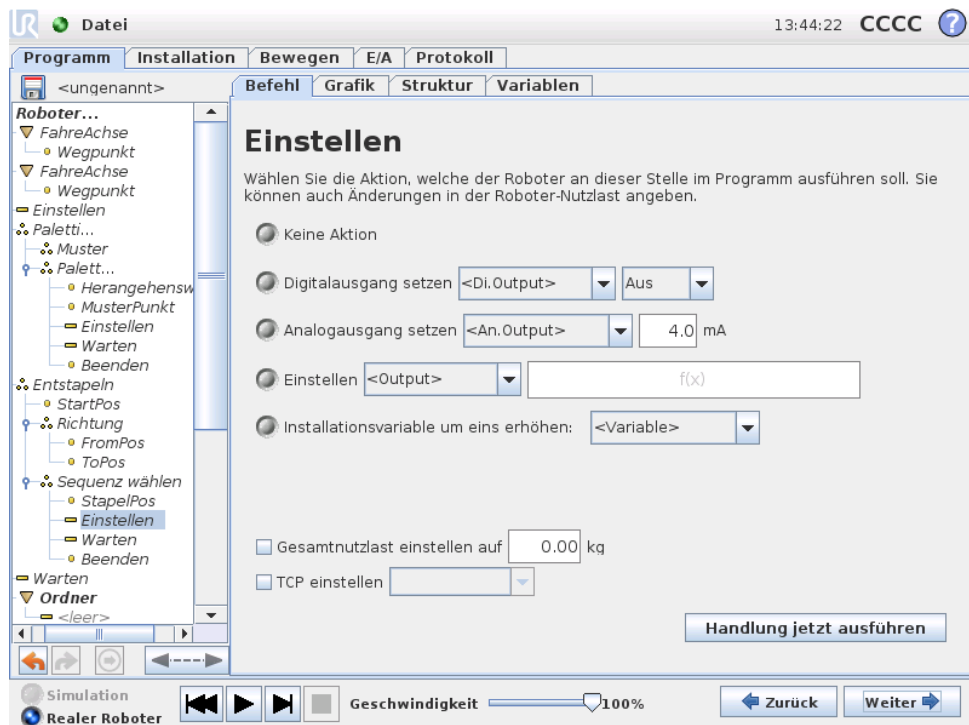 UR Datei 13:44:22 CCCC ?
Programm Installation Bewegen E/A Protokoll
<ungenannt>
Befehl Grafik Struktur Variablen
Roboter...
FahreAchse
Wegpunkt
FahreAchse
Wegpunkt
Einstellen
Paletti...
Muster
Palett...
Herangehensw
MusterPunkt
Einstellen
Warten
Beenden
Entstapeln
StartPos
Richtung
FromPos
ToPos
Sequenz wählen
StapelPos
Einstellen
Warten
Beenden
Warten
Ordner
<leer>
Einstellen
Wählen Sie die Aktion, welche der Roboter an dieser Stelle im Programm ausführen soll. Sie
können auch Änderungen in der Roboter-Nutzlast angeben.
Keine Aktion
Digitalausgang setzen <Di.Output> Aus
Analogausgang setzen <An.Output> 4.0 mA
Einstellen <Output> f(x)
Installationsvariable um eins erhöhen: <Variable>
Gesamtnutzlast einstellen auf 0.00 kg
TCP einstellen
Handlung jetzt ausführen
Simulation
Realer Roboter
Geschwindigkeit 100%
Zurück Weiter